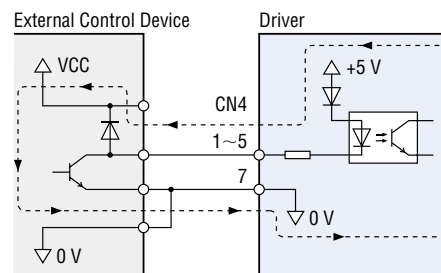 External Control Device
Driver
VCC
+5 V
CN4
1~5
7
0 V
0 V